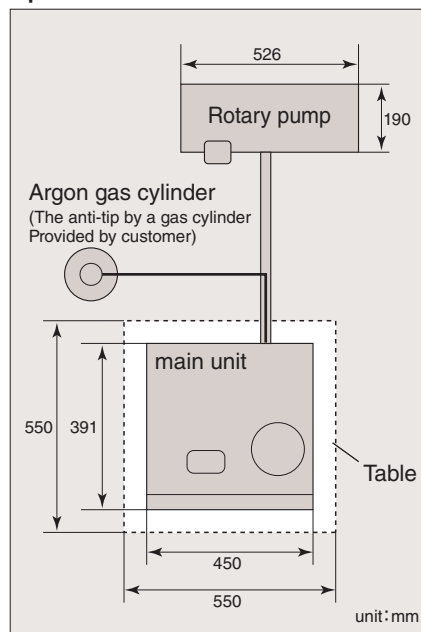 526
Rotary pump
190
Argon gas cylinder
(The anti-tip by a gas cylinder
Provided by customer)
main unit
550
391
Table
450
550
unit:mm